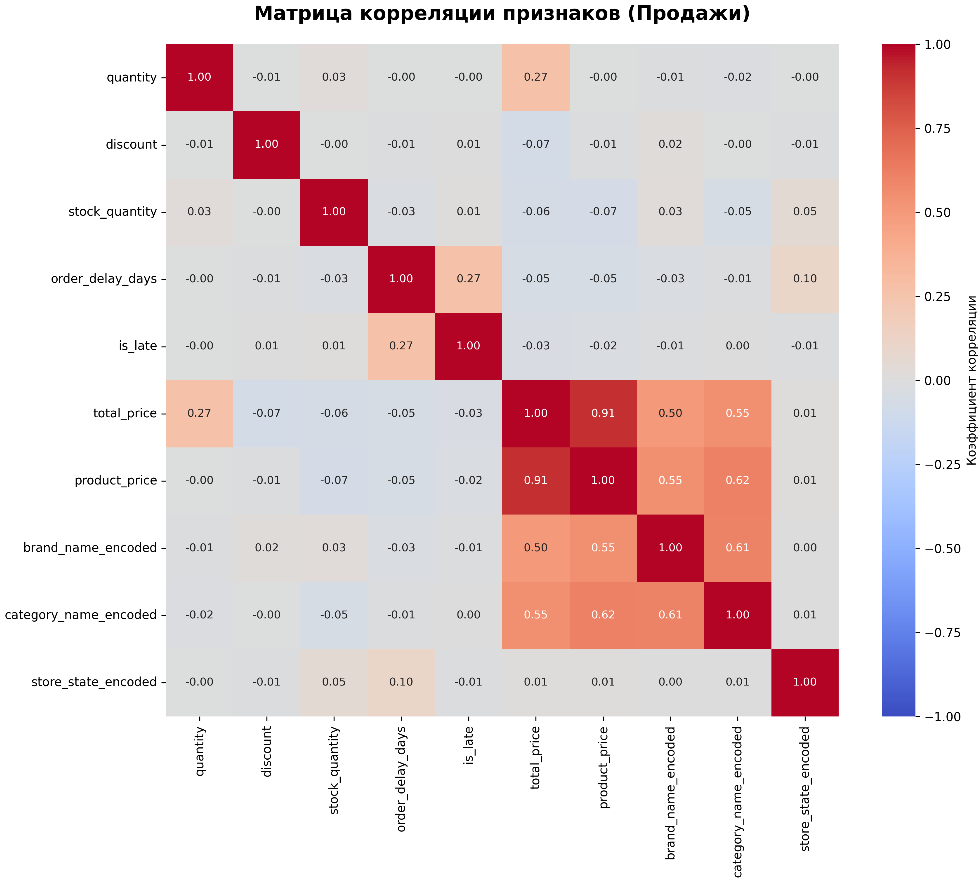 Матрица корреляции признаков (Продажи)
quantity 1.00 -0.01 0.03 -0.00 -0.00 0.27 -0.00 -0.01 -0.02 -0.00
discount -0.01 1.00 -0.00 -0.01 0.01 -0.07 -0.01 0.02 -0.00 -0.01
stock_quantity 0.03 -0.00 1.00 -0.03 0.01 -0.06 -0.07 0.03 -0.05 0.05
order_delay_days -0.00 -0.01 -0.03 1.00 0.27 -0.05 -0.05 -0.03 -0.01 0.10
is_late -0.00 0.01 0.01 0.27 1.00 -0.03 -0.02 -0.01 0.00 -0.01
total_price 0.27 -0.07 -0.06 -0.05 -0.03 1.00 0.91 0.50 0.55 0.01
product_price -0.00 -0.01 -0.07 -0.05 -0.02 0.91 1.00 0.55 0.62 0.01
brand_name_encoded -0.01 0.02 0.03 -0.03 -0.01 0.50 0.55 1.00 0.61 0.00
category_name_encoded -0.02 -0.00 -0.05 -0.01 0.00 0.55 0.62 0.61 1.00 0.01
store_state_encoded -0.00 -0.01 0.05 0.10 -0.01 0.01 0.01 0.00 0.01 1.00
quantity
discount
stock_quantity
order_delay_days
is_late
total_price
product_price
brand_name_encoded
category_name_encoded
store_state_encoded
1.00
0.75
0.50
0.25
0.00
−0.25
−0.50
−0.75
−1.00
Коэффициент корреляции